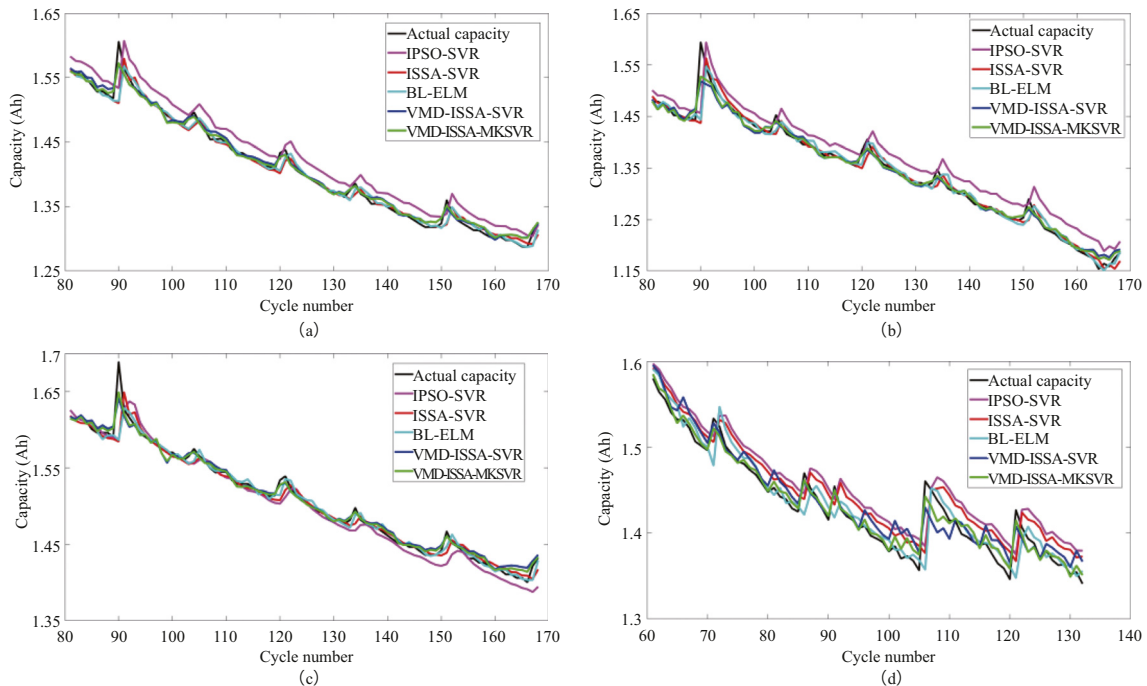 1.65
1.55
1.45
1.35
1.25
Capacity (Ah)
Actual capacity
IPSO-SVR
ISSA-SVR
BL-ELM
VMD-ISSA-SVR
VMD-ISSA-MKSVR
80 90 100 110 120 130 140 150 160 170
Cycle number
(a)
1.65
1.55
1.45
1.35
1.25
1.15
Capacity (Ah)
Actual capacity
IPSO-SVR
ISSA-SVR
BL-ELM
VMD-ISSA-SVR
VMD-ISSA-MKSVR
80 90 100 110 120 130 140 150 160 170
Cycle number
(b)
1.7
1.65
1.55
1.45
1.35
Capacity (Ah)
Actual capacity
IPSO-SVR
ISSA-SVR
BL-ELM
VMD-ISSA-SVR
VMD-ISSA-MKSVR
80 90 100 110 120 130 140 150 160 170
Cycle number
(c)
1.6
1.5
1.4
1.3
Capacity (Ah)
Actual capacity
IPSO-SVR
ISSA-SVR
BL-ELM
VMD-ISSA-SVR
VMD-ISSA-MKSVR
60 70 80 90 100 110 120 130 140
Cycle number
(d)